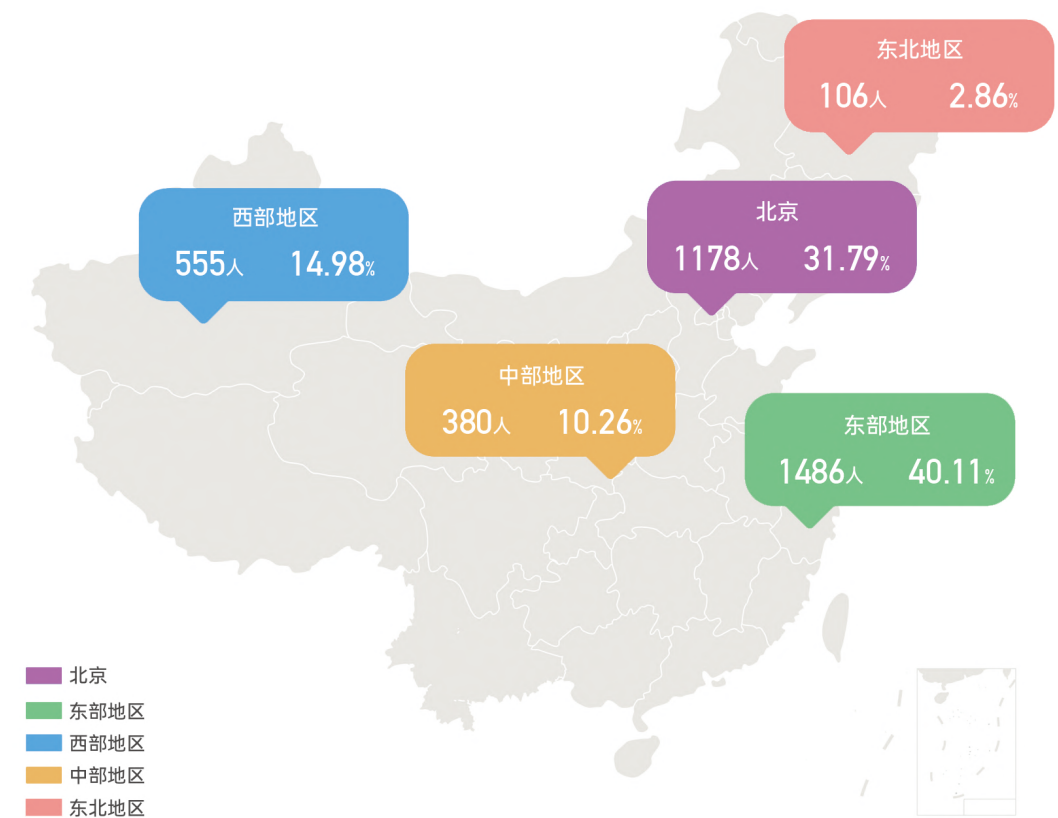 东北地区
106人 2.86%
西部地区
555人 14.98%
北京
1178人 31.79%
中部地区
380人 10.26%
东部地区
1486人 40.11%
北京
东部地区
西部地区
中部地区
东北地区